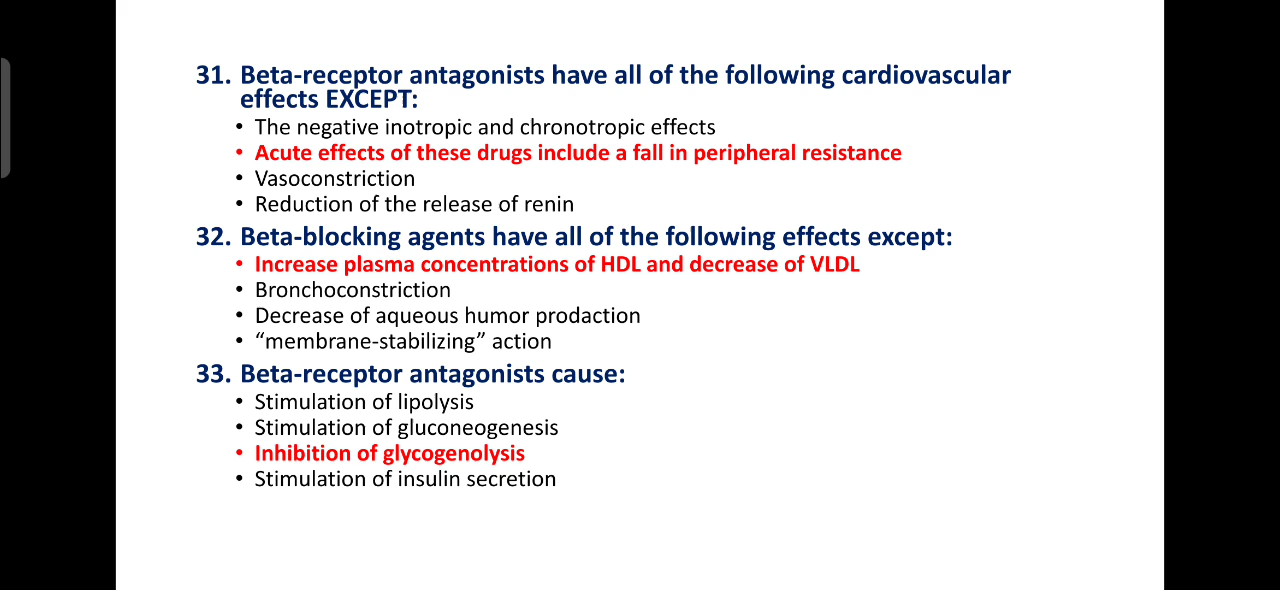 31. Beta-receptor antagonists have all of the following cardiovascular
effects EXCEPT:
• The negative inotropic and chronotropic effects
• Acute effects of these drugs include a fall in peripheral resistance
• Vasoconstriction
• Reduction of the release of renin
32. Beta-blocking agents have all of the following effects except:
• Increase plasma concentrations of HDL and decrease of VLDL
• Bronchoconstriction
• Decrease of aqueous humor prodaction
• “membrane-stabilizing” action
33. Beta-receptor antagonists cause:
• Stimulation of lipolysis
• Stimulation of gluconeogenesis
• Inhibition of glycogenolysis
• Stimulation of insulin secretion